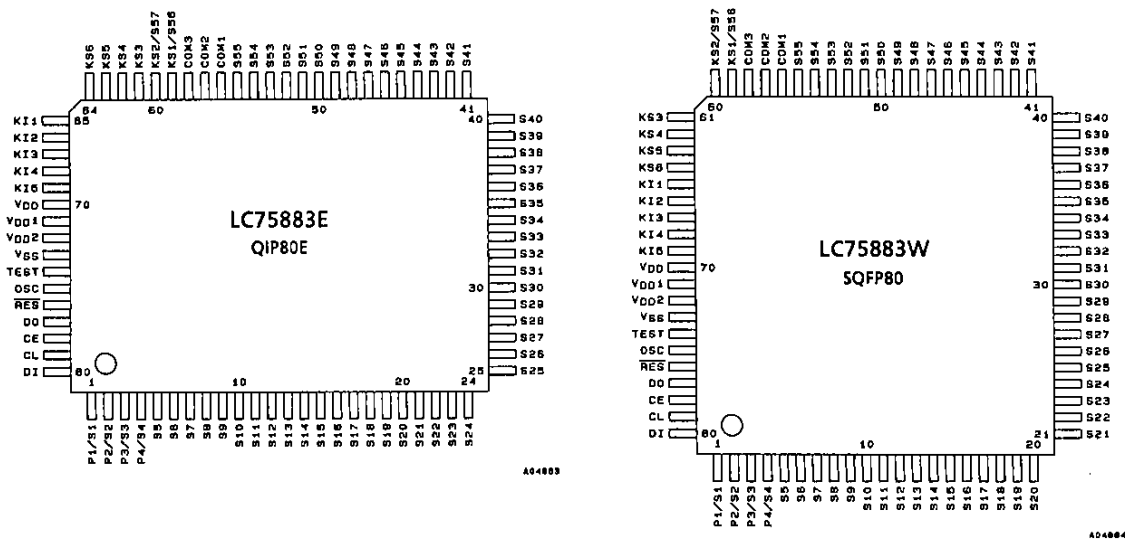 KS6 KS5 KS4 KS3 KS2/S57 KS1/S56 COM3 COM2 COM1 S55 S54 S53 S52 S51 S50 S49 S48 S47 S46 S45 S44 S43 S42 S41
64 60 50 41
KI1 65 40 S40
KI2 S39
KI3 S38
KI4 S37
KI5 S36
VDD 70 S35
VDD1 S34
VDD2 S33
VSS S32
TEST S31
OSC 30 S30
RES S29
DO S28
CE S27
CL S26
DI 80 25 S25
LC75883E
QIP80E
1 10 20 24
P1/S1 P2/S2 P3/S3 P4/S4 S5 S6 S7 S8 S9 S10 S11 S12 S13 S14 S15 S16 S17 S18 S19 S20 S21 S22 S23 S24
A04883
KS2/S57 KS1/S56 COM3 COM2 COM1 S55 S54 S53 S52 S51 S50 S49 S48 S47 S46 S45 S44 S43 S42 S41
60 50 41
KS3 61 40 S40
KS4 S39
KS5 S38
KS6 S37
KI1 S36
KI2 S35
KI3 S34
KI4 S33
KI5 S32
VDD 70 S31
VDD1 30 S30
VDD2 S29
VSS S28
TEST S27
OSC S26
RES S25
DO S24
CE S23
CL S22
DI 80 21 S21
LC75883W
SQFP80
1 10 20
P1/S1 P2/S2 P3/S3 P4/S4 S5 S6 S7 S8 S9 S10 S11 S12 S13 S14 S15 S16 S17 S18 S19 S20
A04884